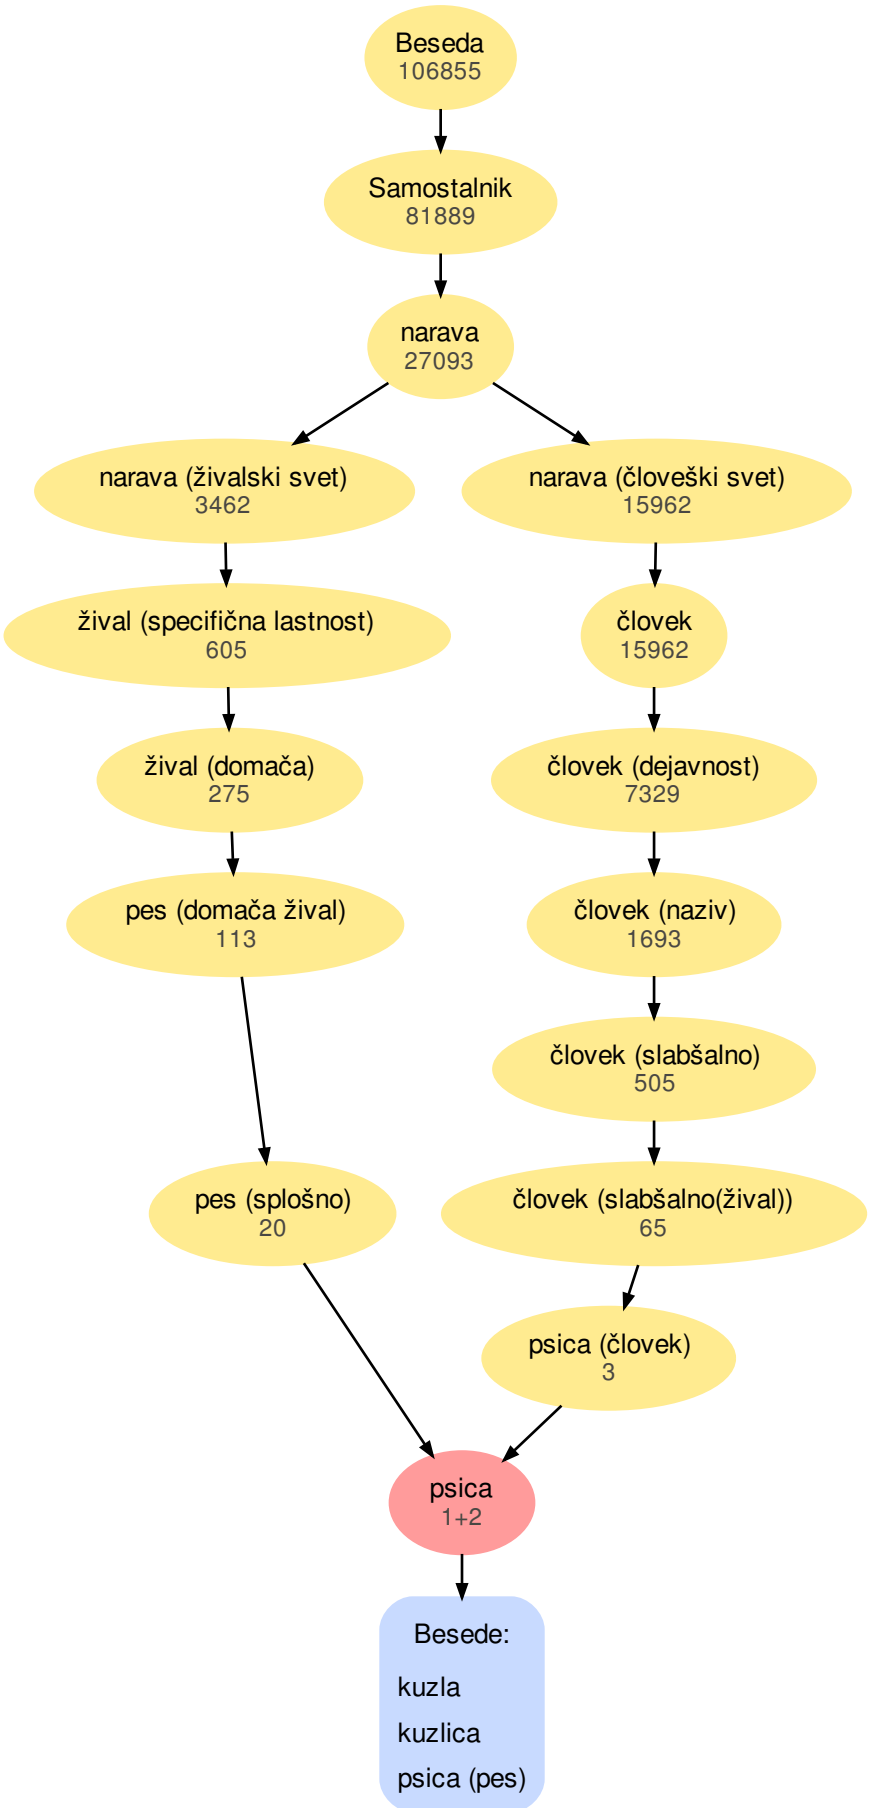 Beseda
106855
Samostalnik
81889
narava
27093
narava (živalski svet)
3462
narava (človeški svet)
15962
žival (specifična lastnost)
605
človek
15962
žival (domača)
275
človek (dejavnost)
7329
pes (domača žival)
113
človek (naziv)
1693
človek (slabšalno)
505
pes (splošno)
20
človek (slabšalno(žival))
65
psica (človek)
3
psica
1+2
Besede:
kuzla
kuzlica
psica (pes)